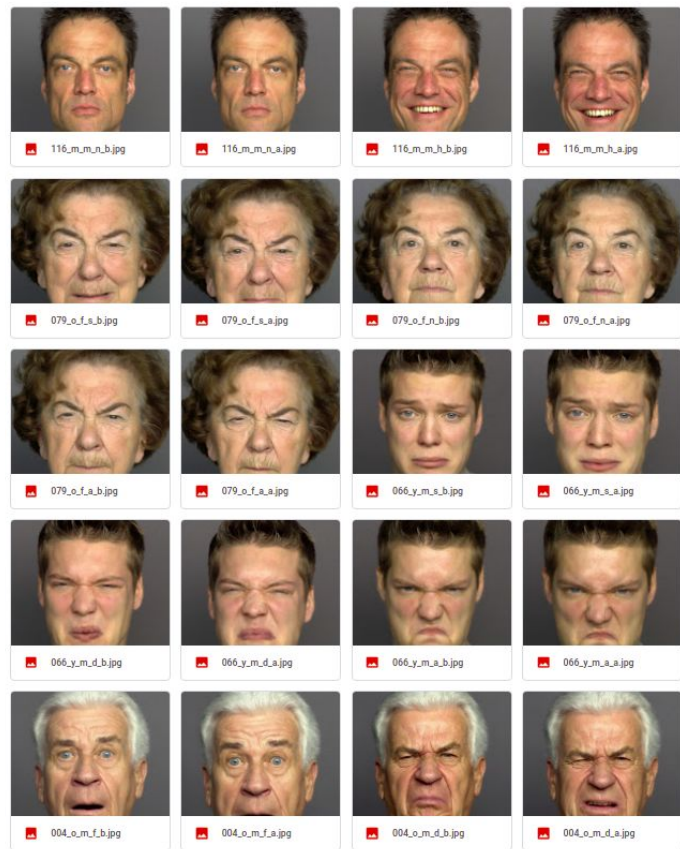 116_m_m_n_b.jpg 116_m_m_n_a.jpg 116_m_m_h_b.jpg 116_m_m_h_a.jpg
079_o_f_s_b.jpg 079_o_f_s_a.jpg 079_o_f_n_b.jpg 079_o_f_n_a.jpg
079_o_f_a_b.jpg 079_o_f_a_a.jpg 066_y_m_s_b.jpg 066_y_m_s_a.jpg
066_y_m_d_b.jpg 066_y_m_d_a.jpg 066_y_m_a_b.jpg 066_y_m_a_a.jpg
004_o_m_f_b.jpg 004_o_m_f_a.jpg 004_o_m_d_b.jpg 004_o_m_d_a.jpg